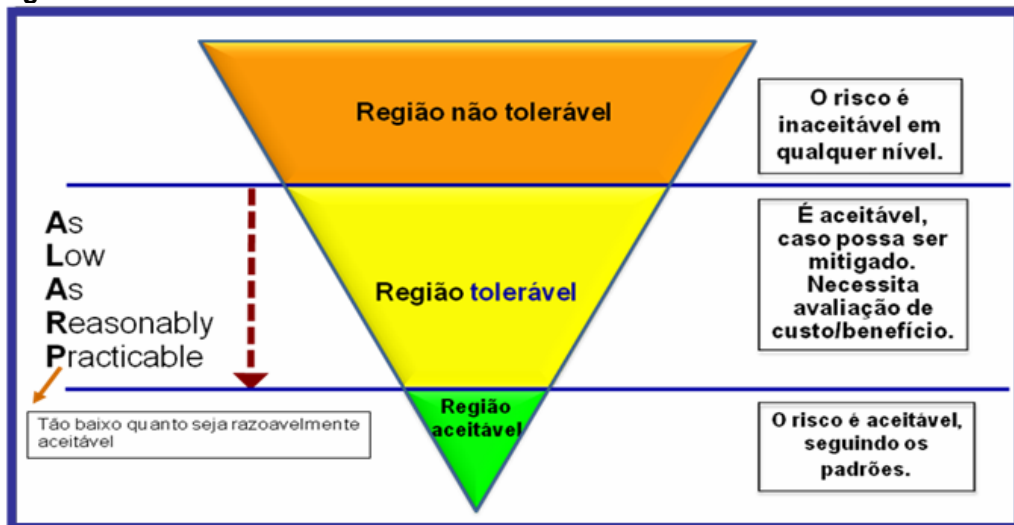 Região não tolerável
O risco é
inaceitável em
qualquer nível.
As
Low
As
Reasonably
Practicable
Tão baixo quanto seja razoavelmente
aceitável
Região tolerável
É aceitável,
caso possa ser
mitigado.
Necessita
avaliação de
custo/benefício.
Região
aceitável
O risco é aceitável,
seguindo os
padrões.